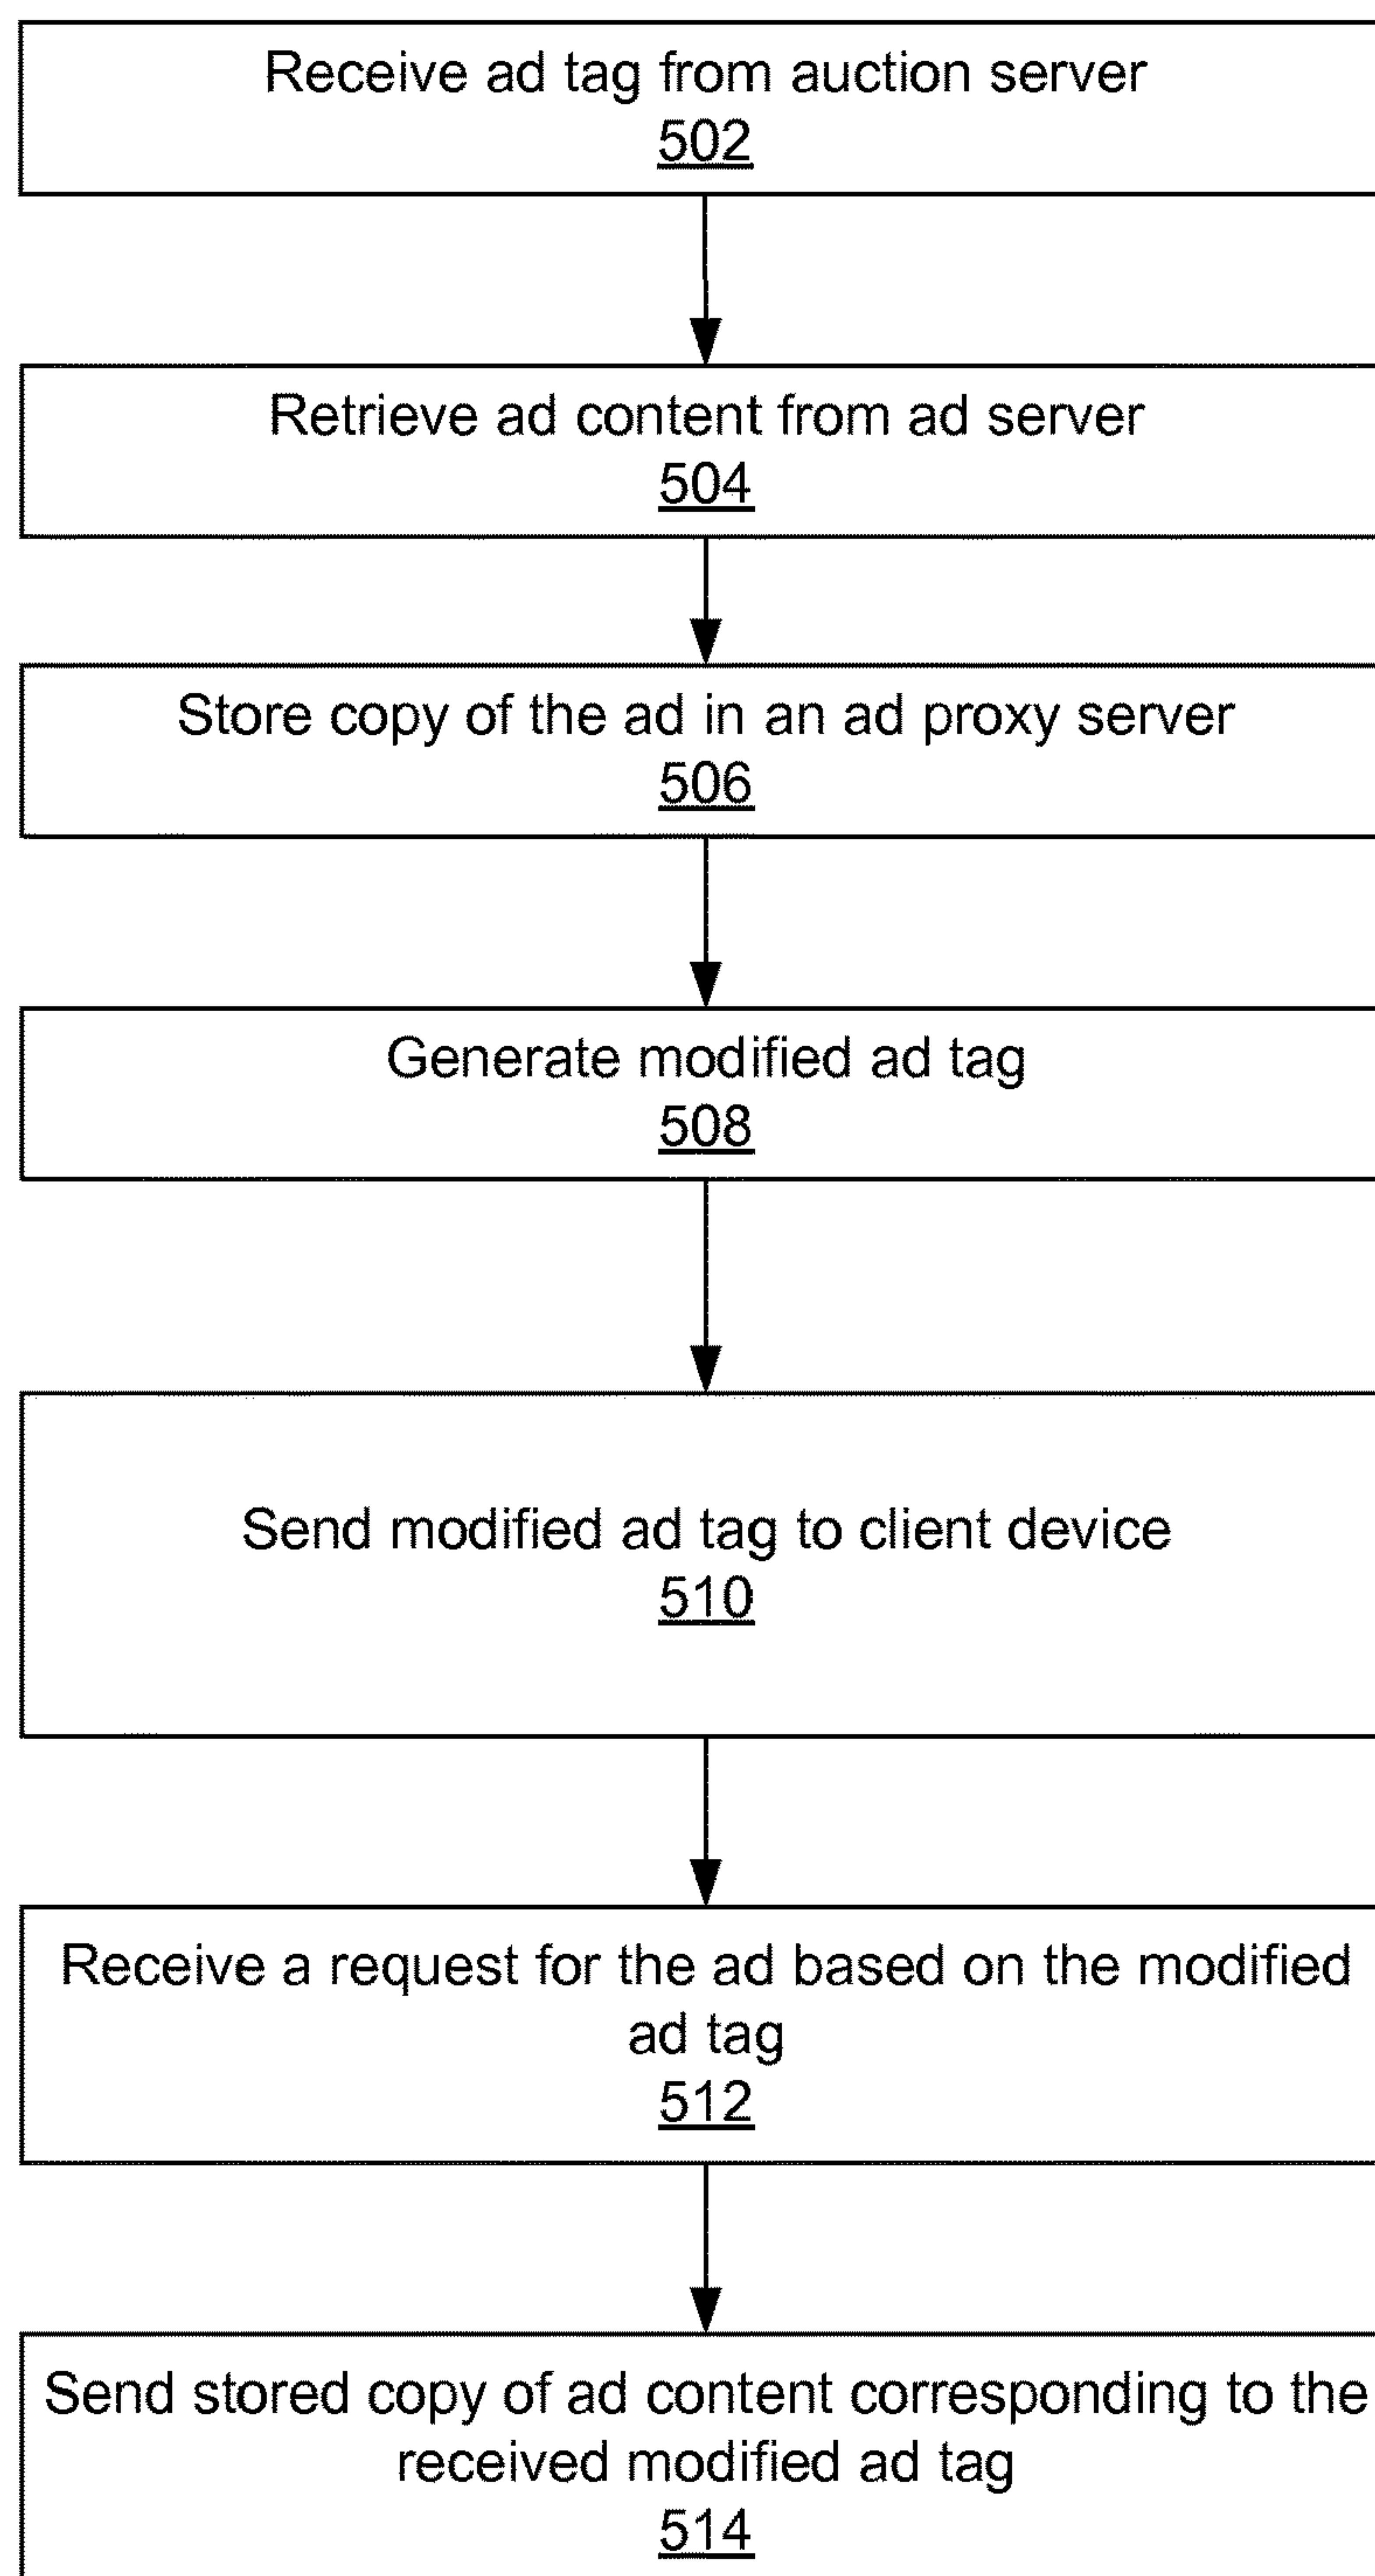 Receive ad tag from auction server
502
Retrieve ad content from ad server
504
Store copy of the ad in an ad proxy server
506
Generate modified ad tag
508
Send modified ad tag to client device
510
Receive a request for the ad based on the modified
ad tag
512
Send stored copy of ad content corresponding to the
received modified ad tag
514